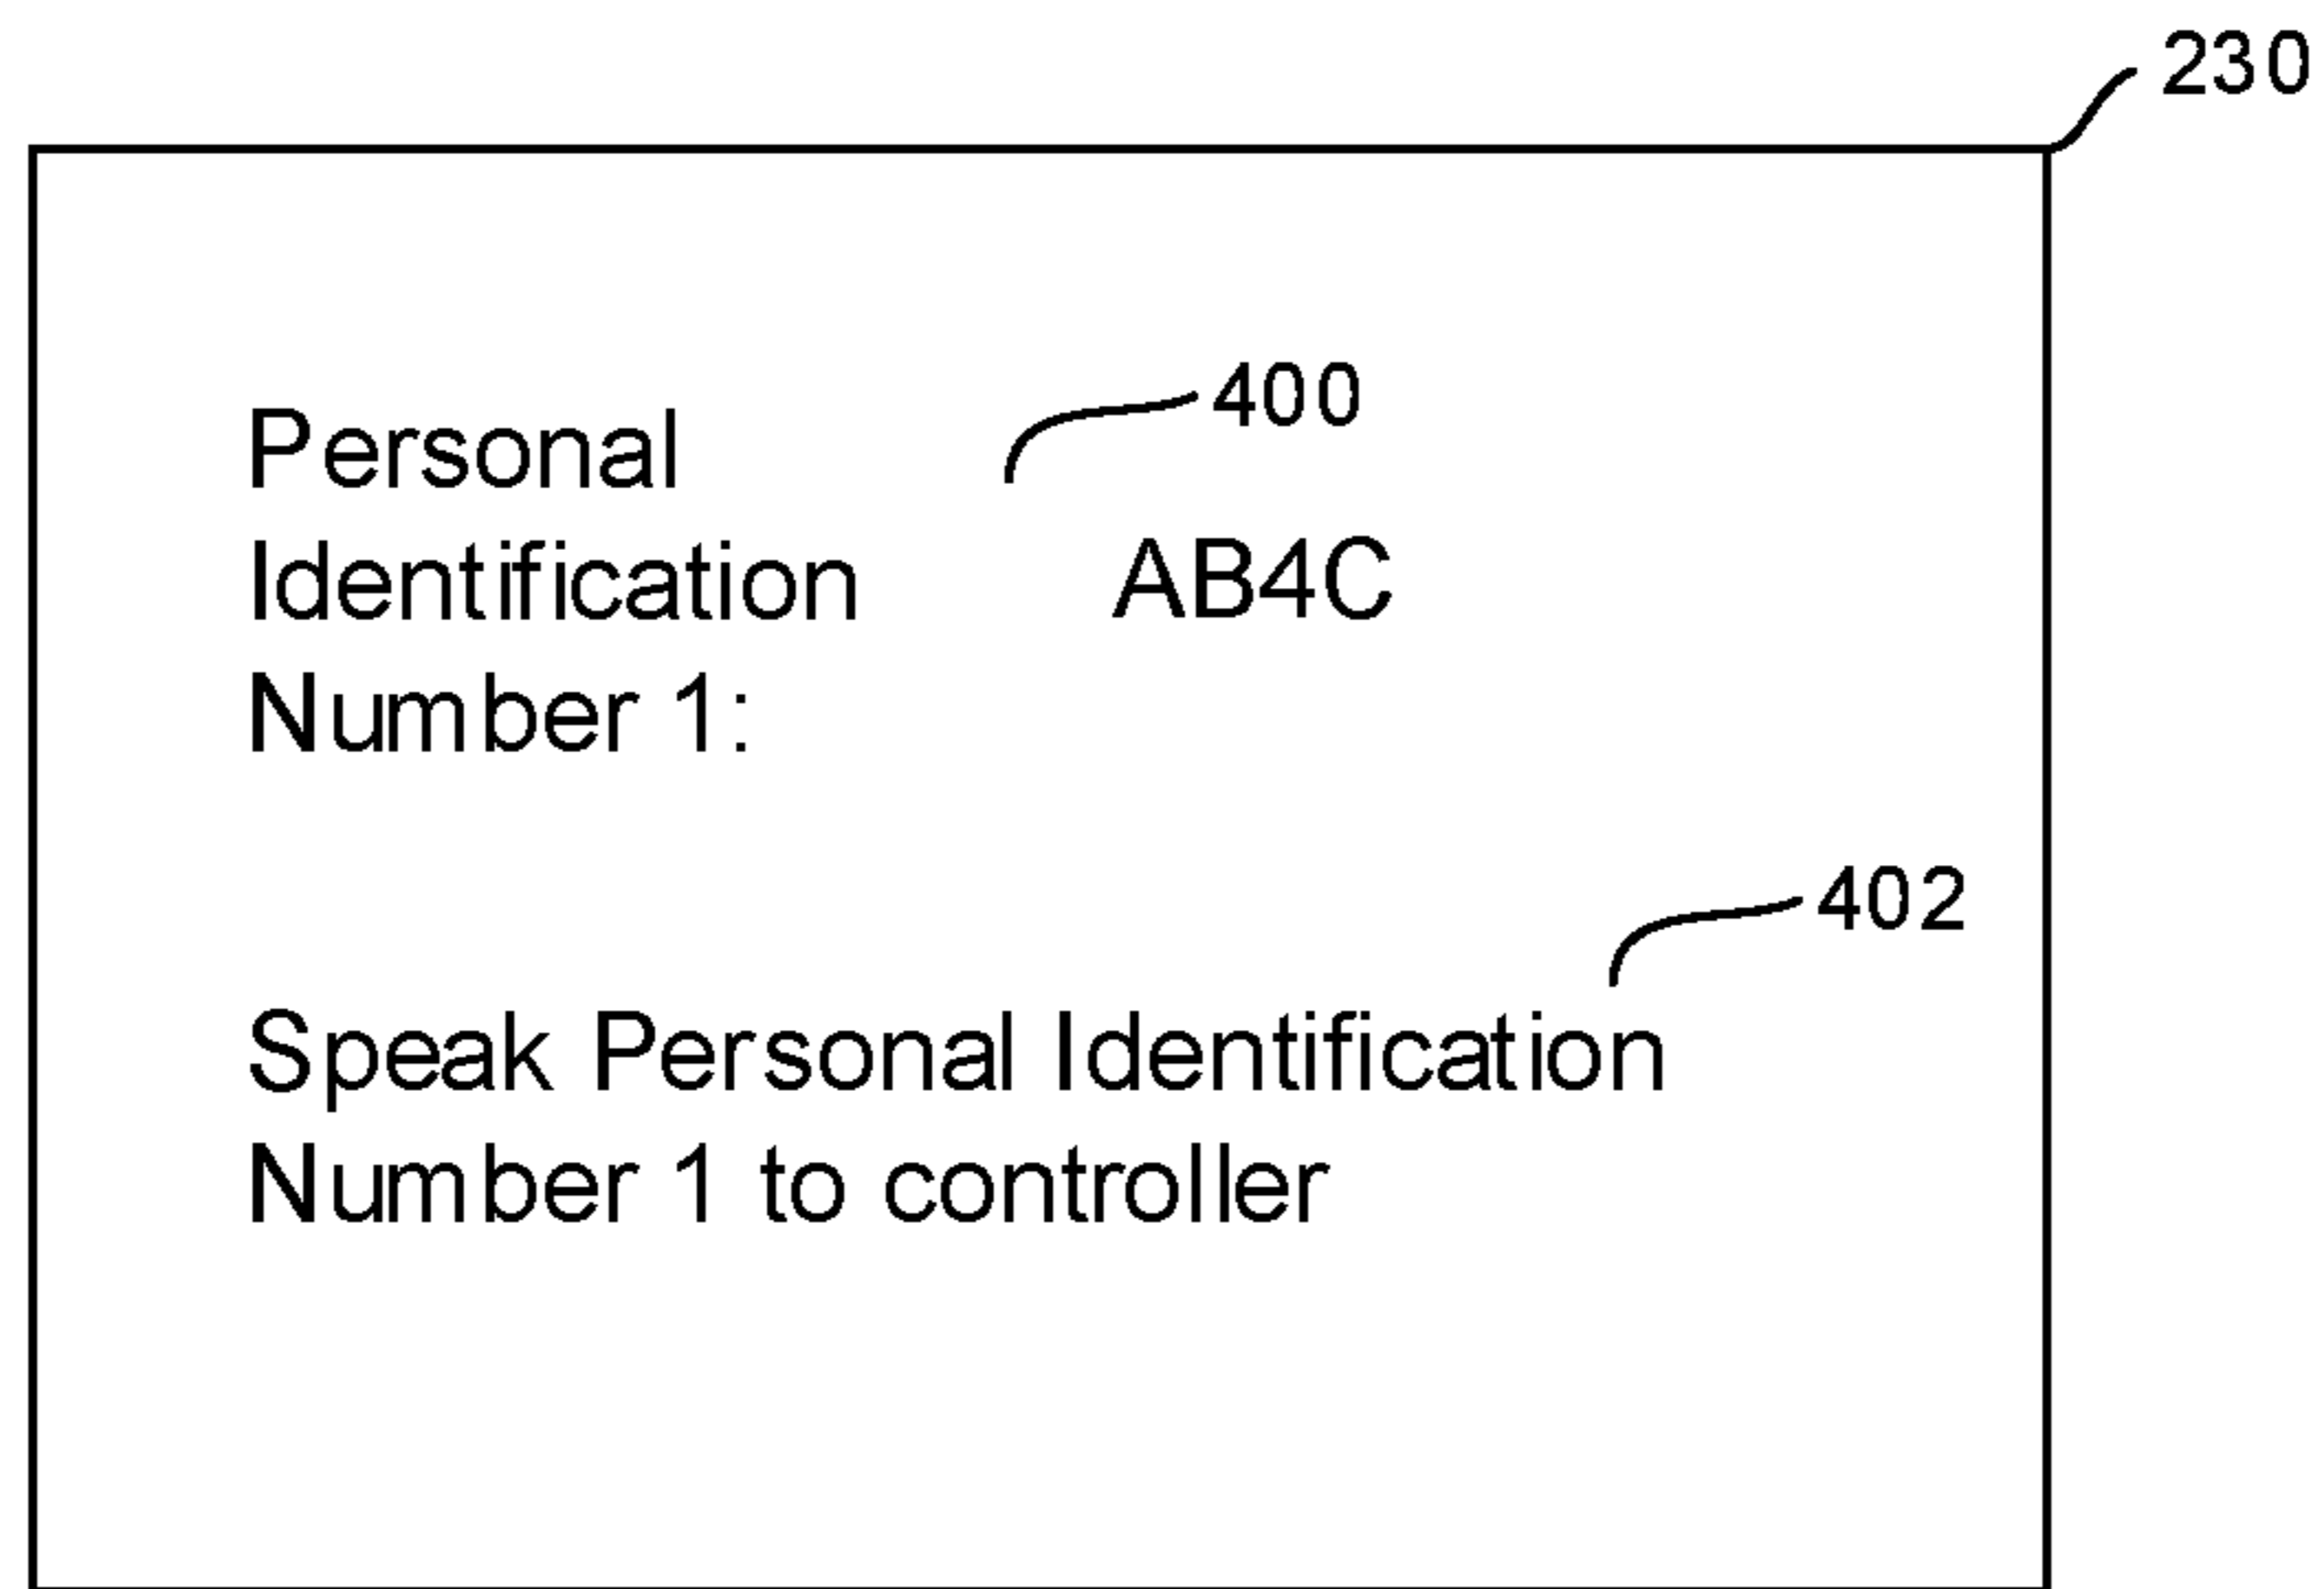 230
400
Personal
Identification AB4C
Number 1:
402
Speak Personal Identification
Number 1 to controller